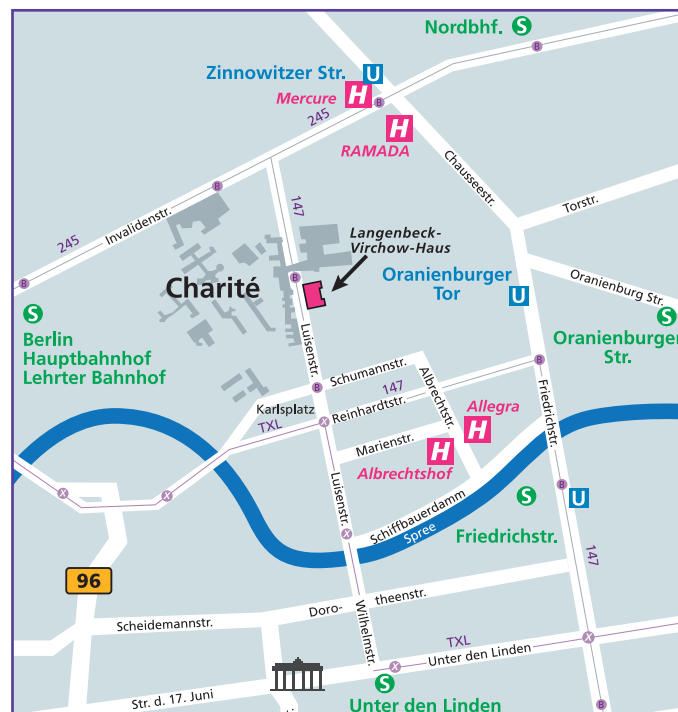 Nordbhf. S
Zinnowitzer Str. U
Mercure H
B
B
245
H
RAMADA
Chausseestr.
B
147
Torstr.
Invalidenstr.
245
Langenbeck-
Virchow-Haus
B
Charité
Oranienburger
Tor
U
Oranienburg Str.
B
S
Berlin
Hauptbahnhof
Lehrter Bahnhof
S
Oranienburger
Str.
Luisenstr.
Schumannstr.
B
B
147
Albrechtstr.
Friedrichstr.
Karlsplatz
Reinhardtstr.
Allegra
H
TXL
X
Marienstr.
H
Albrechtshof
X
X
Luisenstr.
B
S
U
Schiffbauerdamm
Spree
X
Friedrichstr.
147
96
Doro-
theenstr.
Scheidemannstr.
Wilhelmstr.
TXL
X
Unter den Linden
X
Str. d. 17. Juni
S
Unter den Linden
B